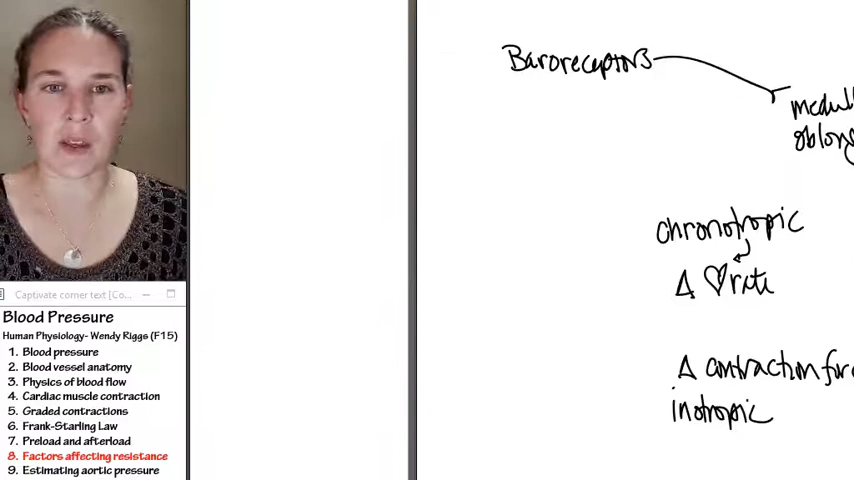 Baroreceptors
medull
oblong
chronotropic
Δ ♡ rate
Δ contraction for
inotropic
Captivate corner text [Co...
Blood Pressure
Human Physiology- Wendy Riggs (F15)
1. Blood pressure
2. Blood vessel anatomy
3. Physics of blood flow
4. Cardiac muscle contraction
5. Graded contractions
6. Frank-Starling Law
7. Preload and afterload
8. Factors affecting resistance
9. Estimating aortic pressure